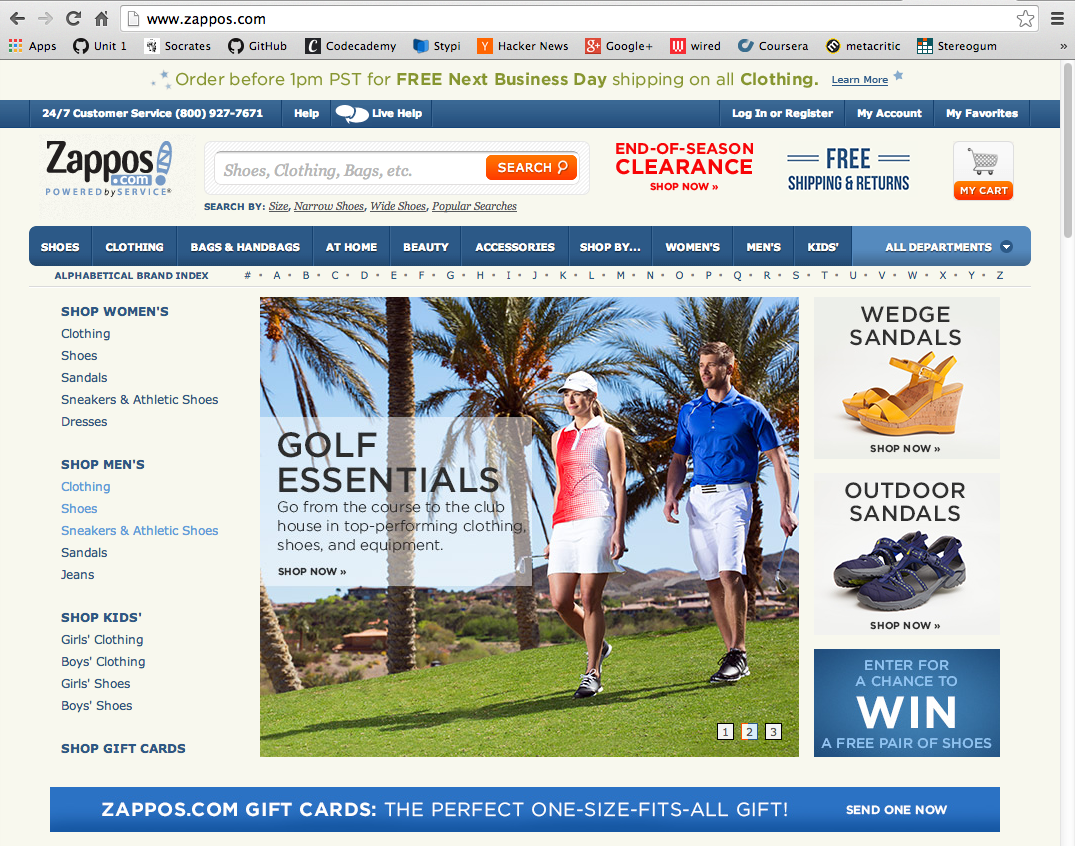 www.zappos.com
Apps Unit 1 Socrates GitHub Codecademy Stypi Hacker News Google+ wired Coursera metacritic Stereogum »
Order before 1pm PST for FREE Next Business Day shipping on all Clothing. Learn More
24/7 Customer Service (800) 927-7671 Help Live Help Log In or Register My Account My Favorites
Zappos
.com
POWERED by SERVICE®
Shoes, Clothing, Bags, etc. SEARCH
SEARCH BY: Size, Narrow Shoes, Wide Shoes, Popular Searches
END-OF-SEASON
CLEARANCE
SHOP NOW »
FREE
SHIPPING & RETURNS
MY CART
SHOES CLOTHING BAGS & HANDBAGS AT HOME BEAUTY ACCESSORIES SHOP BY... WOMEN'S MEN'S KIDS' ALL DEPARTMENTS
ALPHABETICAL BRAND INDEX # • A • B • C • D • E • F • G • H • I • J • K • L • M • N • O • P • Q • R • S • T • U • V • W • X • Y • Z
SHOP WOMEN'S
Clothing
Shoes
Sandals
Sneakers & Athletic Shoes
Dresses
SHOP MEN'S
Clothing
Shoes
Sneakers & Athletic Shoes
Sandals
Jeans
SHOP KIDS'
Girls' Clothing
Boys' Clothing
Girls' Shoes
Boys' Shoes
SHOP GIFT CARDS
GOLF
ESSENTIALS
Go from the course to the club
house in top-performing clothing,
shoes, and equipment.
SHOP NOW »
1 2 3
WEDGE
SANDALS
SHOP NOW »
OUTDOOR
SANDALS
SHOP NOW »
ENTER FOR
A CHANCE TO
WIN
A FREE PAIR OF SHOES
ZAPPOS.COM GIFT CARDS: THE PERFECT ONE-SIZE-FITS-ALL GIFT! SEND ONE NOW